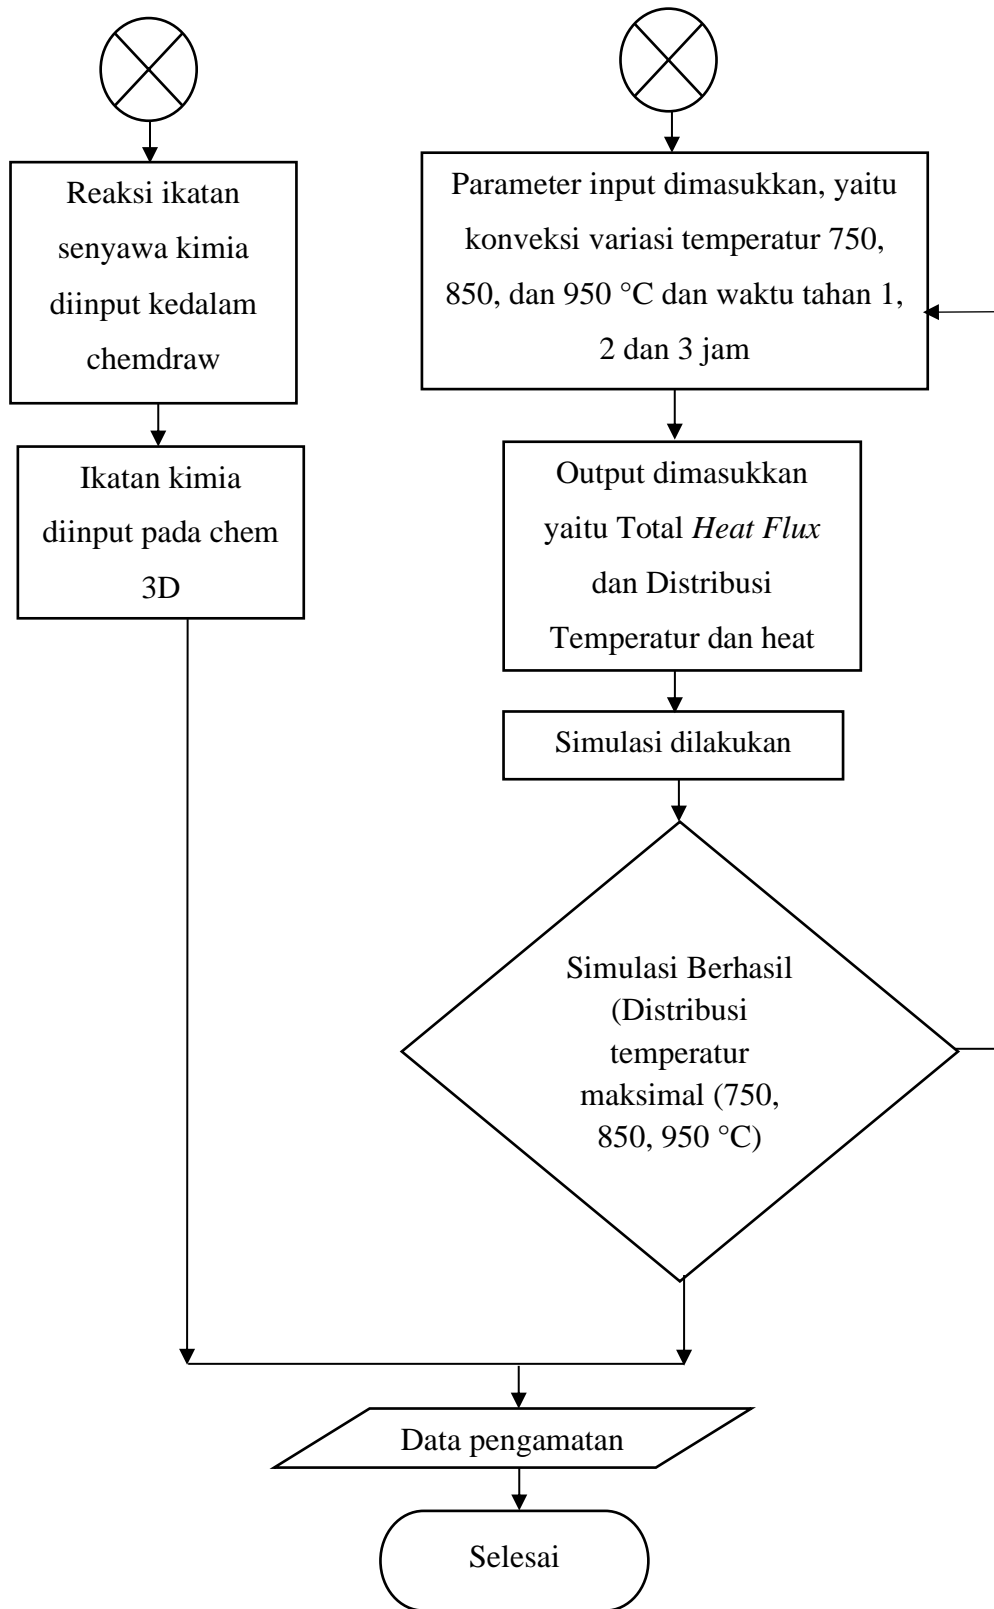 Reaksi ikatan
senyawa kimia
diinput kedalam
chemdraw
Ikatan kimia
diinput pada chem
3D
Parameter input dimasukkan, yaitu
konveksi variasi temperatur 750,
850, dan 950 °C dan waktu tahan 1,
2 dan 3 jam
Output dimasukkan
yaitu Total Heat Flux
dan Distribusi
Temperatur dan heat
Simulasi dilakukan
Simulasi Berhasil
(Distribusi
temperatur
maksimal (750,
850, 950 °C)
Data pengamatan
Selesai